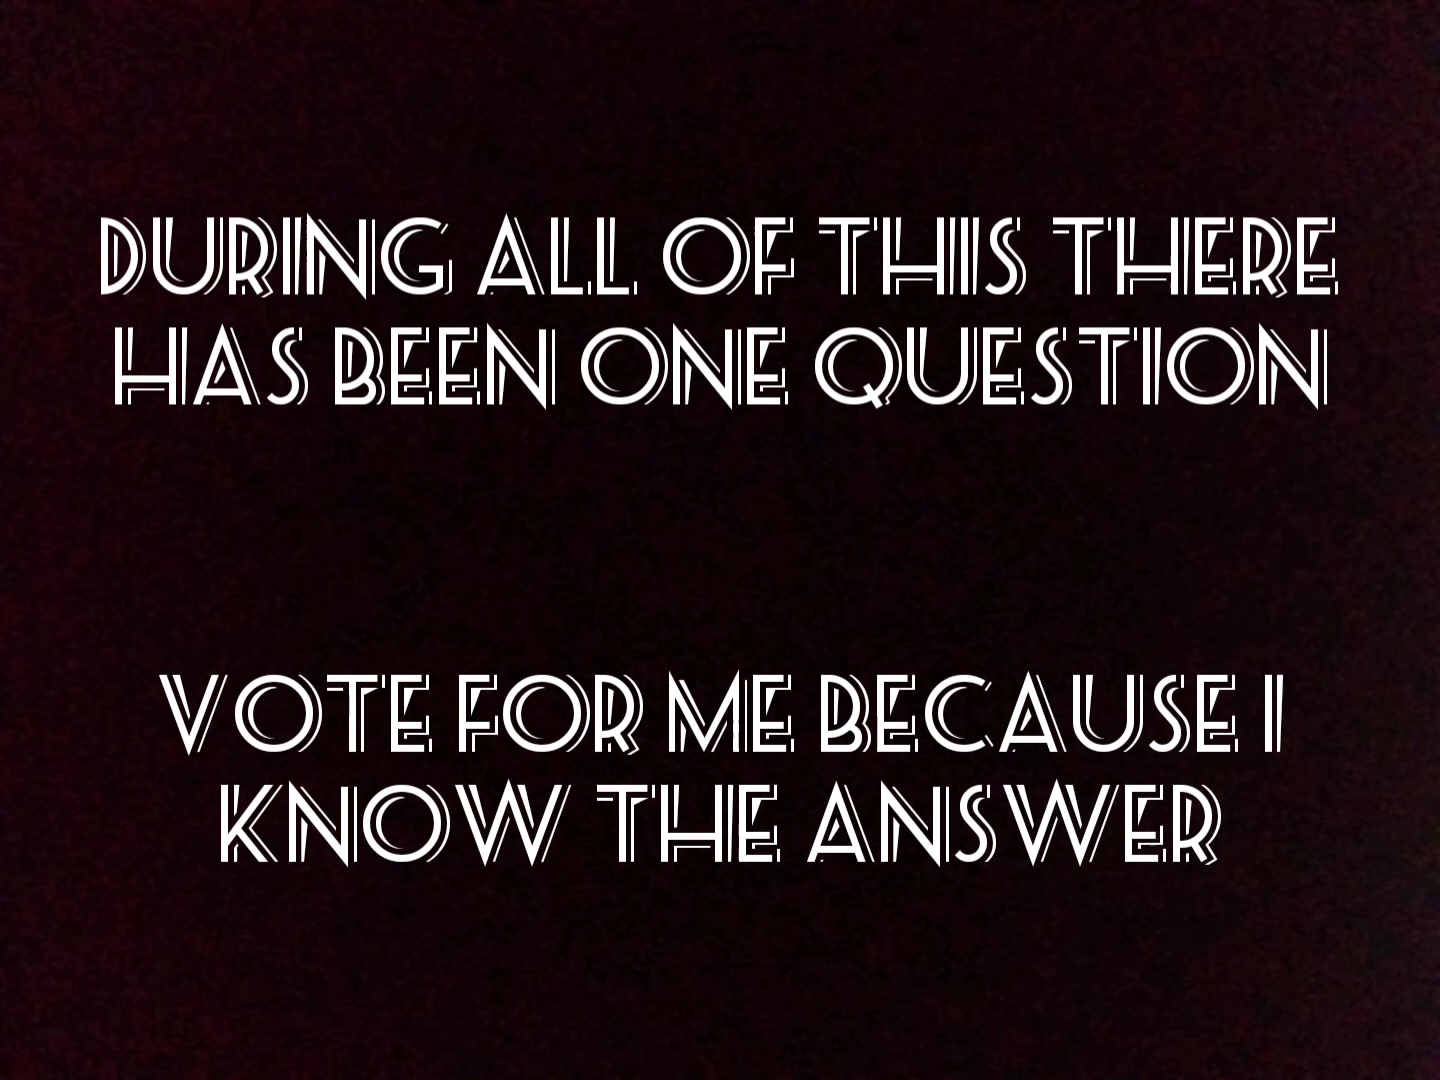 DURING ALL OF THIS THERE
HAS BEEN ONE QUESTION
VOTE FOR ME BECAUSE I
KNOW THE ANSWER